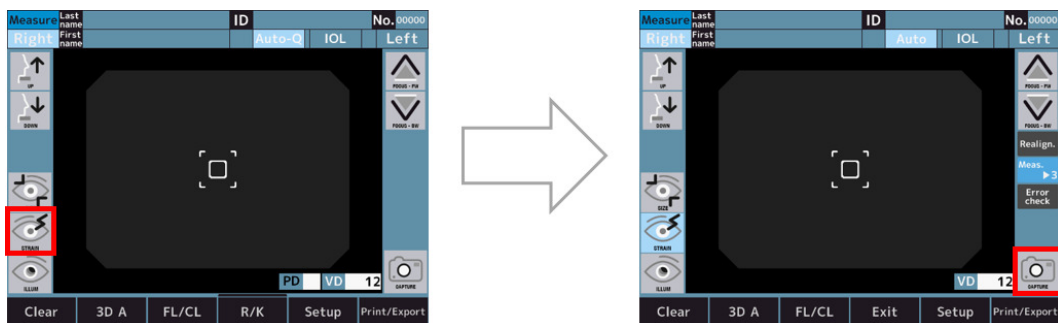 Measure Last name ID No. 00000
Right First name Auto-Q IOL Left
UP
FOCUS - FW
DOWN
FOCUS - BW
STRAIN
ILLUM
CAPTURE
PD VD 12
Clear 3D A FL/CL R/K Setup Print/Export
Measure Last name ID No. 00000
Right First name Auto IOL Left
UP
FOCUS - FW
DOWN
FOCUS - BW
Realign.
Meas.
▶3
Error check
SIZE
STRAIN
ILLUM
CAPTURE
VD 12
Clear 3D A FL/CL Exit Setup Print/Export